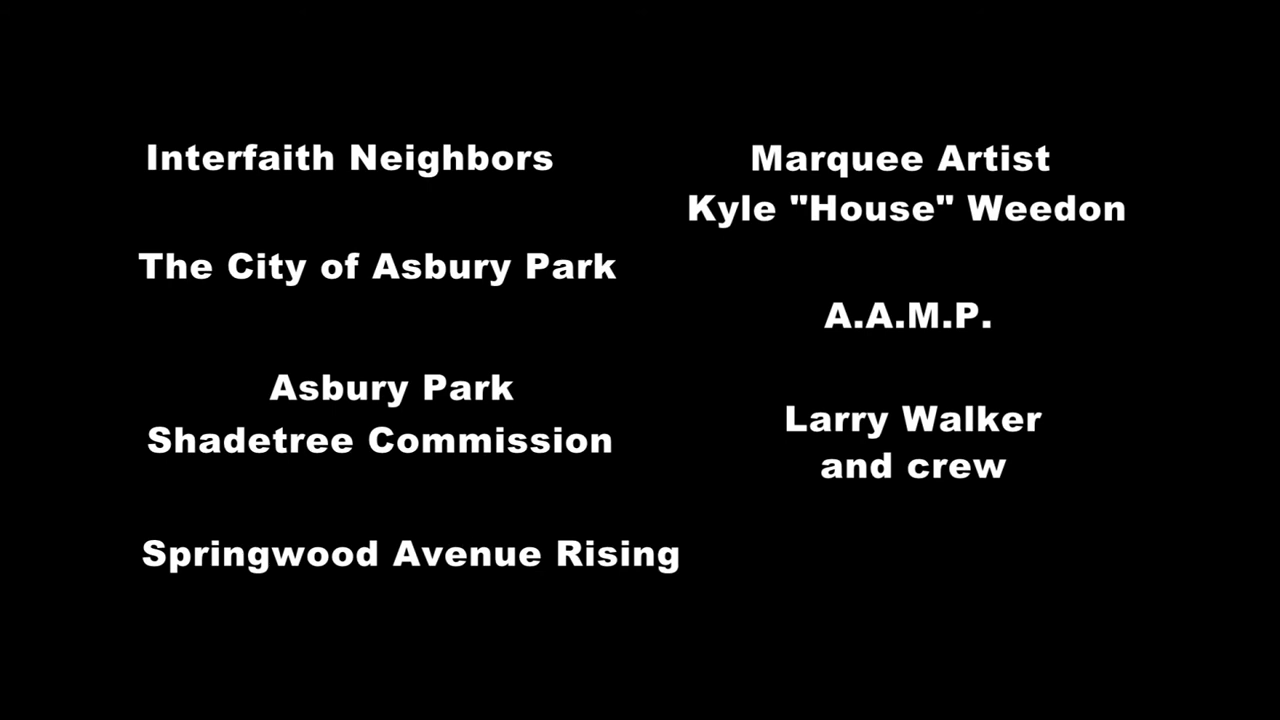 Interfaith Neighbors
The City of Asbury Park
Asbury Park
Shadetree Commission
Springwood Avenue Rising
Marquee Artist
Kyle "House" Weedon
A.A.M.P.
Larry Walker
and crew